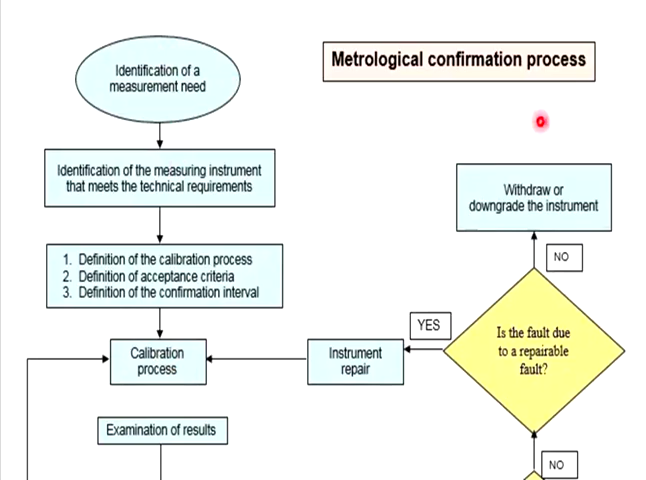 Metrological confirmation process
Identification of a
measurement need
Identification of the measuring instrument
that meets the technical requirements
1. Definition of the calibration process
2. Definition of acceptance criteria
3. Definition of the confirmation interval
Calibration
process
Examination of results
Instrument
repair
YES
Is the fault due
to a repairable
fault?
NO
Withdraw or
downgrade the instrument
NO